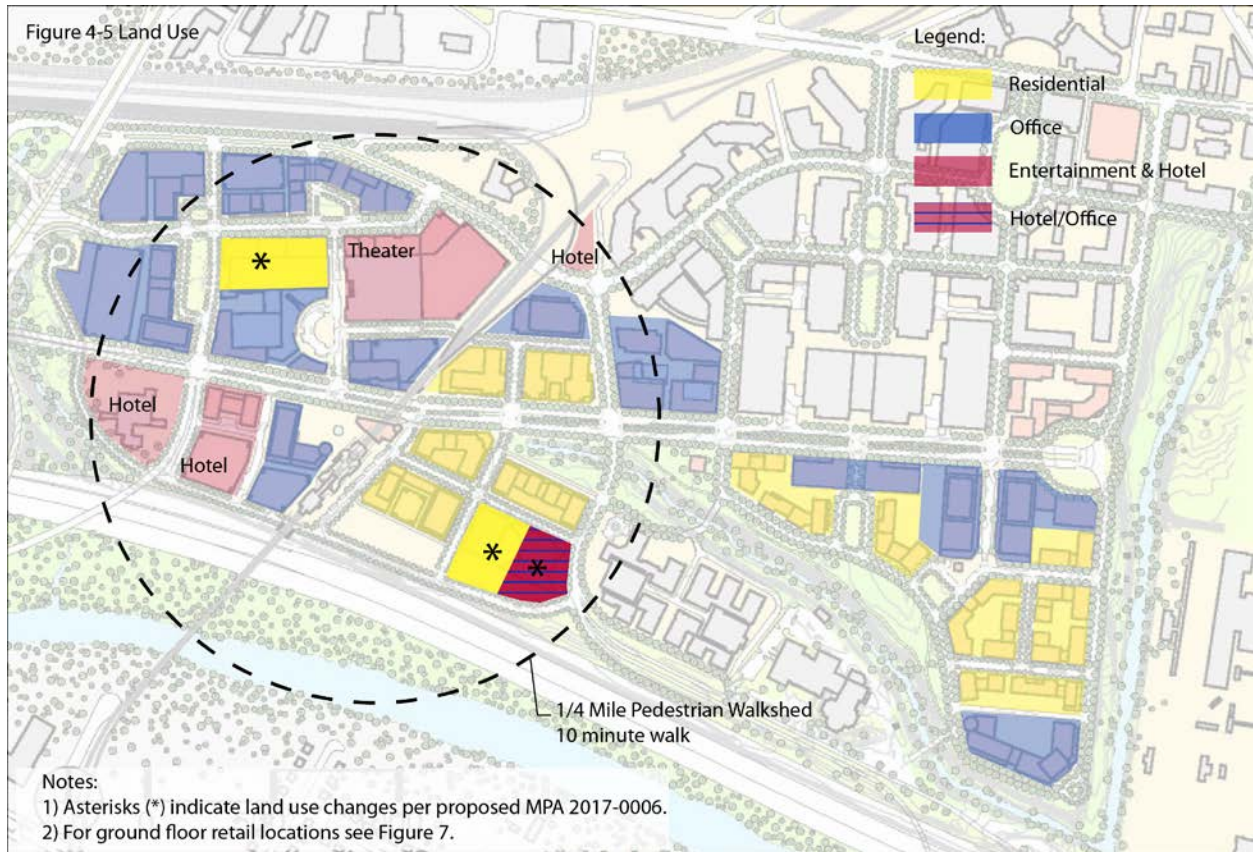 Figure 4-5 Land Use
Legend:
Residential
Office
Entertainment & Hotel
Hotel/Office
*
Theater
Hotel
Hotel
Hotel
*
*
1/4 Mile Pedestrian Walkshed
10 minute walk
Notes:
1) Asterisks (*) indicate land use changes per proposed MPA 2017-0006.
2) For ground floor retail locations see Figure 7.